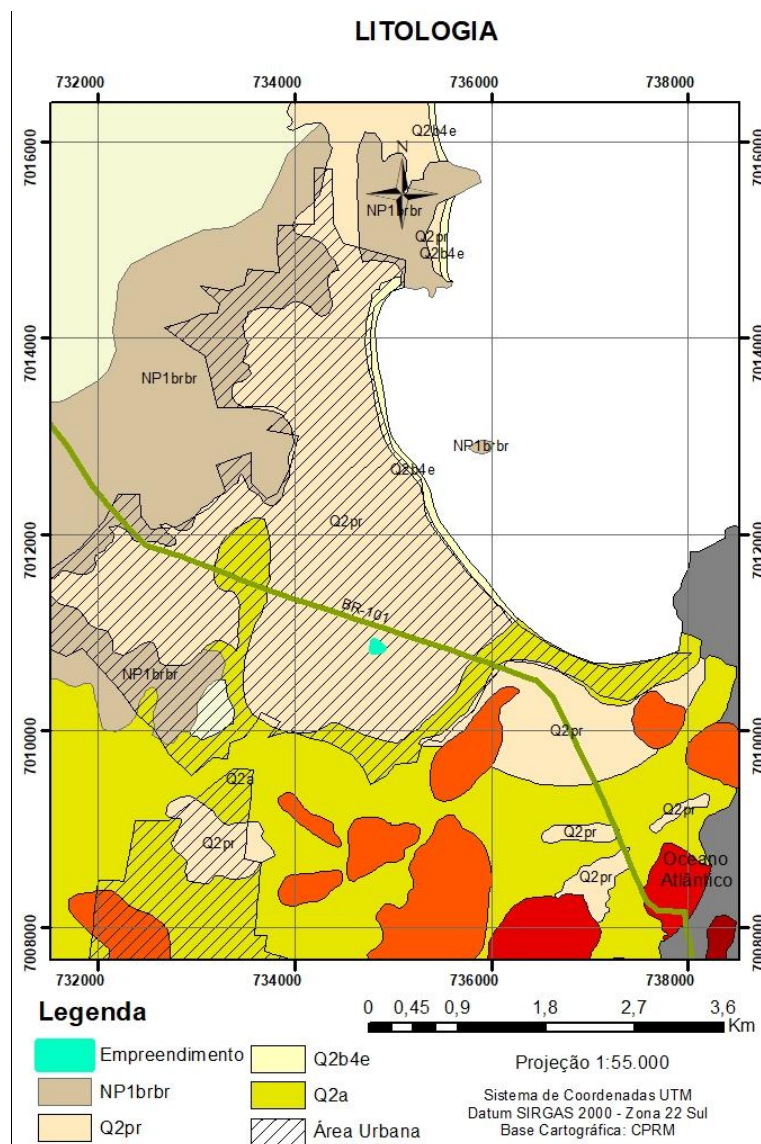 LITOLOGIA
732000 734000 736000 738000
Q2b4e
7016000 7016000
N
NP1brbr
Q2pr
Q2b4e
7014000 7014000
NP1brbr
NP1brbr
Q2b4e
Q2pr
7012000 7012000
BR-101
NP1brbr
7010000 Q2pr 7010000
Q2a
Q2pr
Q2pr
Q2pr
Oceano
Atlântico
Q2pr
7008000 7008000
732000 734000 736000 738000
Legenda
0 0,45 0,9 1,8 2,7 3,6
Km
Empreendimento
NP1brbr
Q2pr
Q2b4e
Q2a
Área Urbana
Projeção 1:55.000
Sistema de Coordenadas UTM
Datum SIRGAS 2000 - Zona 22 Sul
Base Cartográfica: CPRM